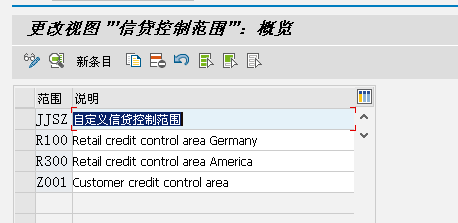 更改视图 "'信贷控制范围'": 概览
新条目
范围 说明
JJSZ 自定义信贷控制范围
R100 Retail credit control area Germany
R300 Retail credit control area America
Z001 Customer credit control area